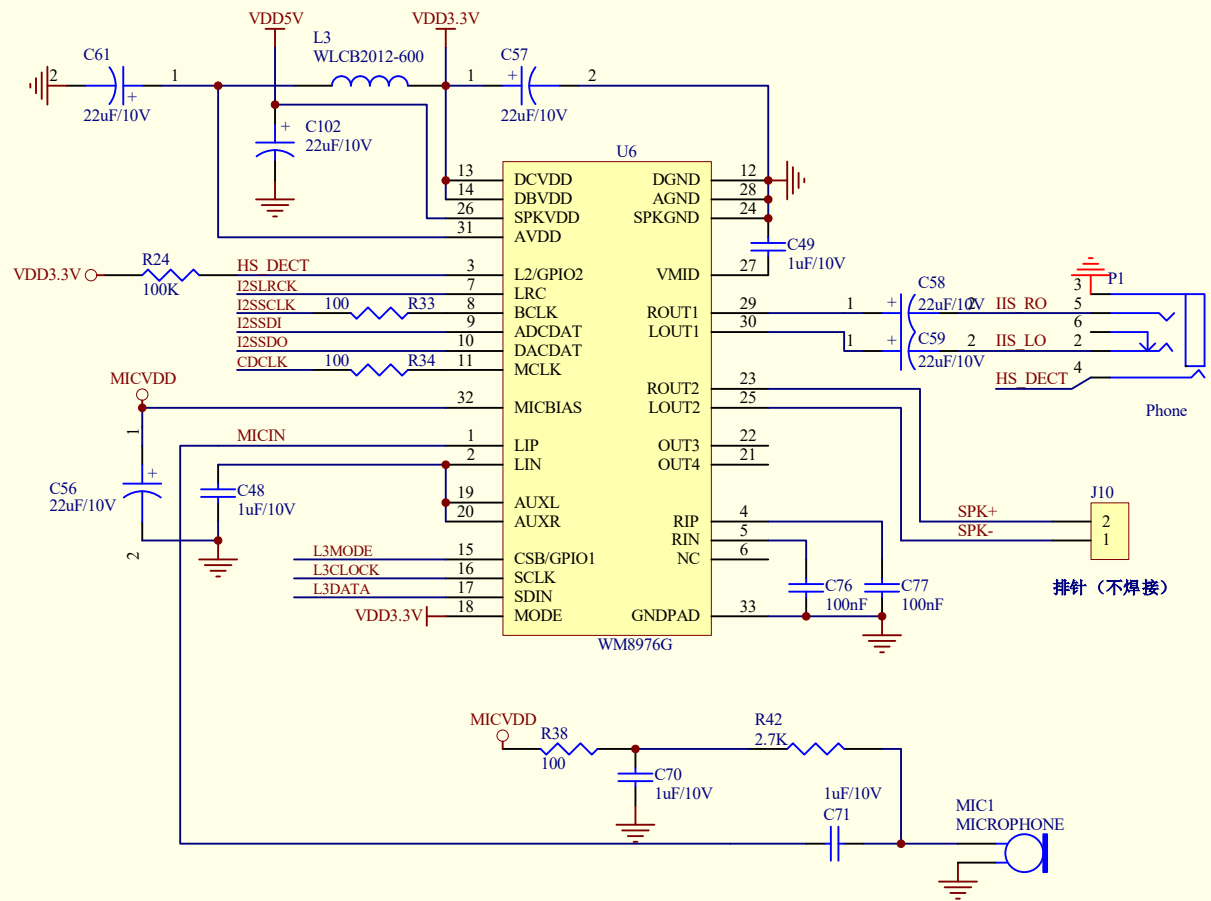 VDD5V
VDD3.3V
C61
L3
WLCB2012-600
C57
2
1
+
22uF/10V
1
+
2
22uF/10V
+
C102
22uF/10V
U6
13
DCVDD
DGND
12
14
DBVDD
AGND
28
26
SPKVDD
SPKGND
24
31
AVDD
C49
1uF/10V
R24
VDD3.3V
100K
HS_DECT
3
L2/GPIO2
VMID
27
I2SLRCK
7
LRC
I2SSCLK
100
R33
8
BCLK
ROUT1
29
I2SSDI
9
ADCDAT
LOUT1
30
I2SSDO
10
DACDAT
CDCLK
100
R34
11
MCLK
C58
1
+
22uF/10V
2
IIS_RO
C59
1
+
22uF/10V
2
IIS_LO
HS_DECT
P1
3
5
6
2
4
Phone
MICVDD
32
MICBIAS
ROUT2
23
LOUT2
25
1
MICIN
1
LIP
OUT3
22
2
LIN
OUT4
21
+
C56
22uF/10V
2
C48
1uF/10V
19
AUXL
20
AUXR
RIP
4
RIN
5
NC
6
J10
SPK+
2
SPK-
1
排针（不焊接）
L3MODE
15
CSB/GPIO1
L3CLOCK
16
SCLK
L3DATA
17
SDIN
VDD3.3V
18
MODE
GNDPAD
33
C76
100nF
C77
100nF
WM8976G
MICVDD
R38
100
R42
2.7K
C70
1uF/10V
1uF/10V
C71
MIC1
MICROPHONE